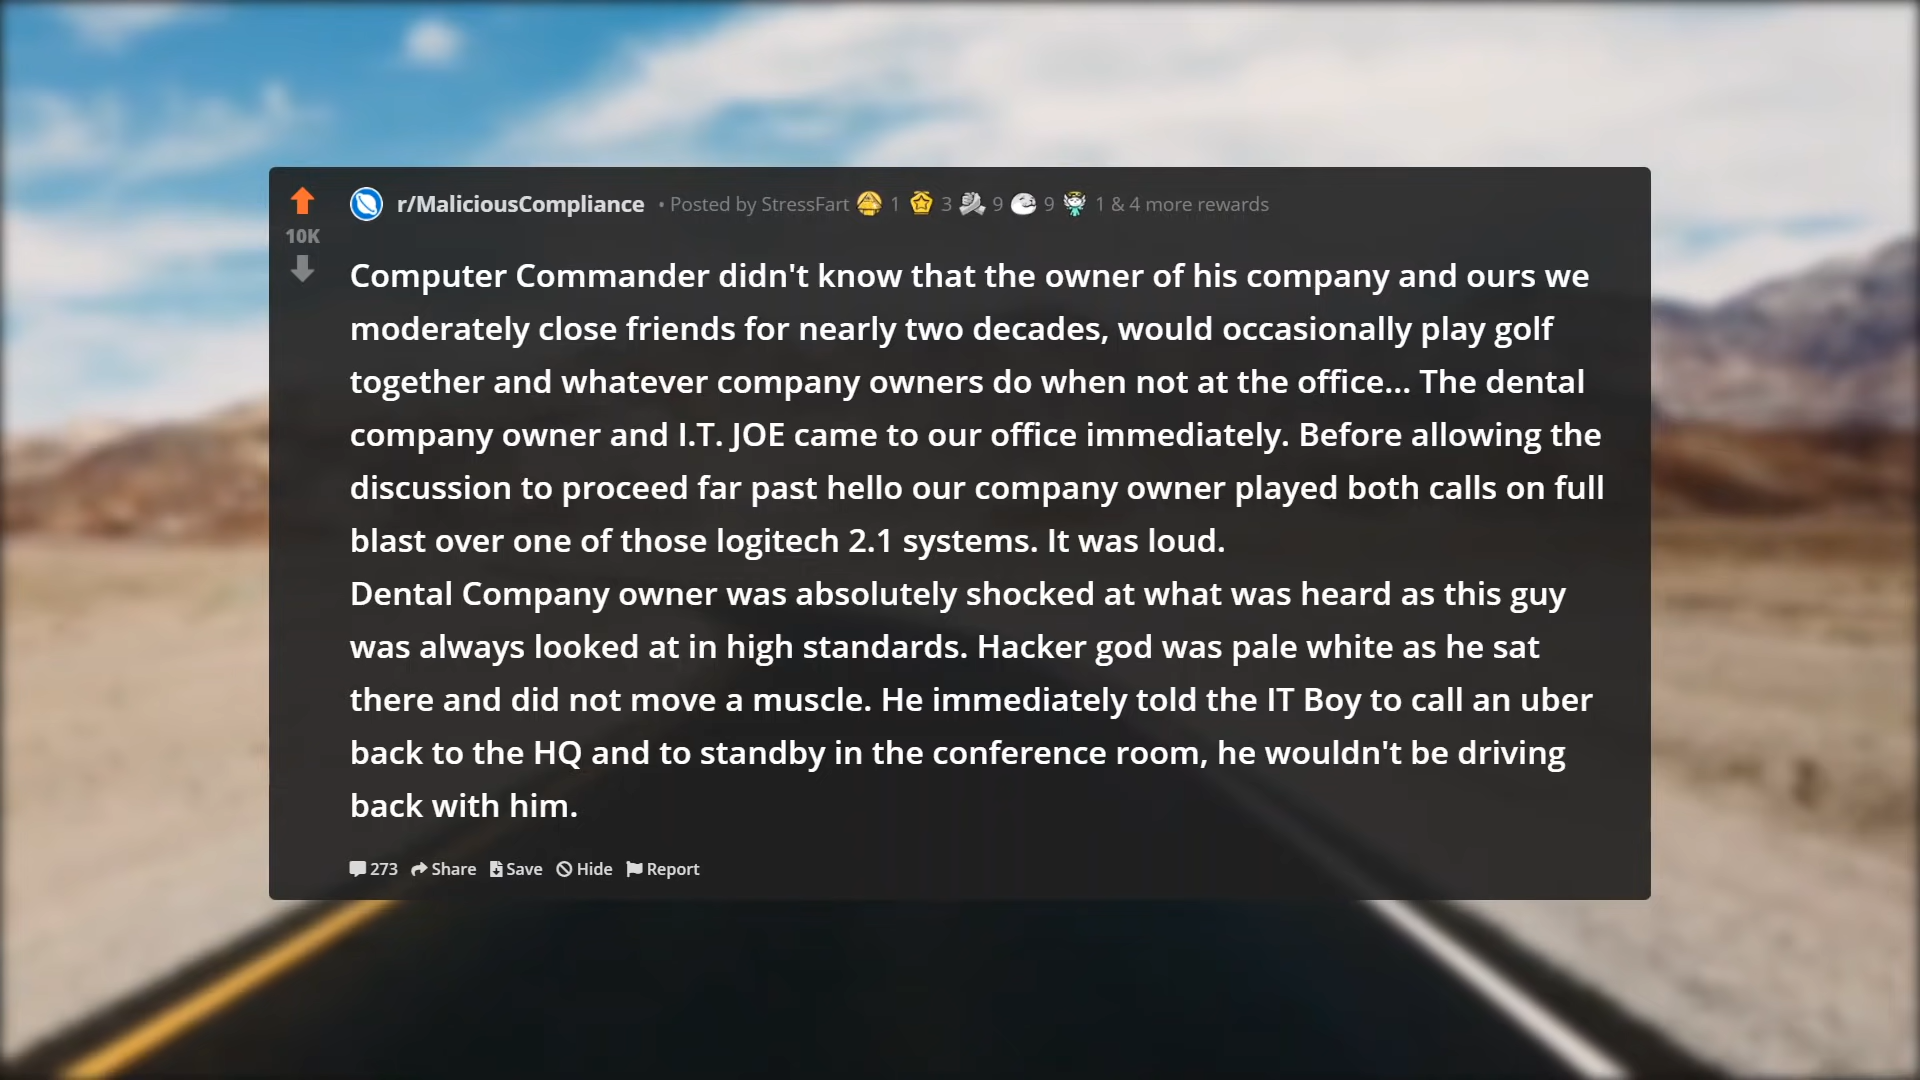 r/MaliciousCompliance • Posted by StressFart 1 3 9 9 1 & 4 more rewards
10K
Computer Commander didn't know that the owner of his company and ours we
moderately close friends for nearly two decades, would occasionally play golf
together and whatever company owners do when not at the office... The dental
company owner and I.T. JOE came to our office immediately. Before allowing the
discussion to proceed far past hello our company owner played both calls on full
blast over one of those logitech 2.1 systems. It was loud.
Dental Company owner was absolutely shocked at what was heard as this guy
was always looked at in high standards. Hacker god was pale white as he sat
there and did not move a muscle. He immediately told the IT Boy to call an uber
back to the HQ and to standby in the conference room, he wouldn't be driving
back with him.
273 Share Save Hide Report